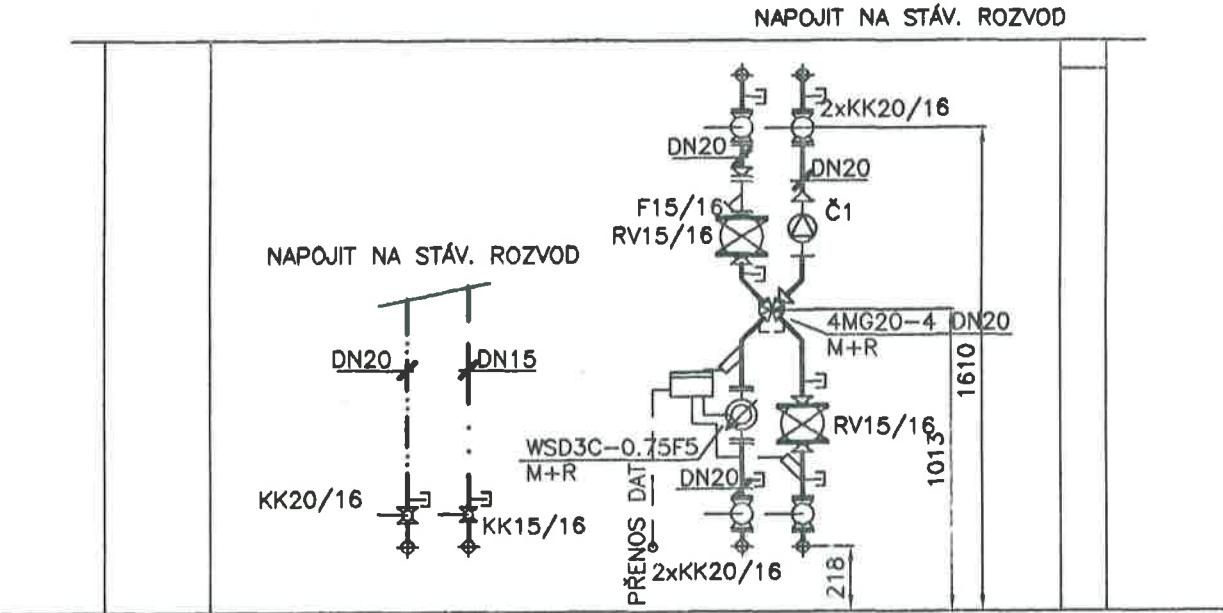 NAPOJIT NA STÁV. ROZVOD
2xKK20/16
DN20
DN20
F15/16
Č1
RV15/16
NAPOJIT NA STÁV. ROZVOD
4MG20-4 DN20
M+R
1610
DN20
DN15
RV15/16
1013
WSD3C-0.75F5
M+R
DN20
KK20/16
KK15/16
PŘENOS DAT
2xKK20/16
218